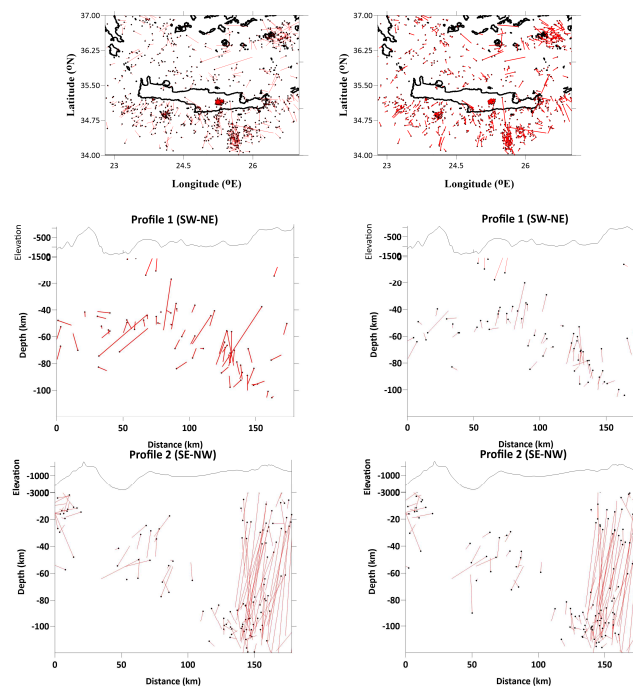 37.00 37.00
36.25 36.25
35.50 35.50
34.75 34.75
34.00 34.00
Latitude (ºN) Latitude (ºN)
23 24.5 26 23 24.5 26
Longitude (ºE) Longitude (ºE)
Profile 1 (SW-NE) Profile 1 (SW-NE)
Elevation Elevation
-500 -500
-1500 -1500
0 0
-20 -20
-40 -40
-60 -60
-80 -80
-100 -100
Depth (km) Depth (km)
0 50 100 150 0 50 100 150
Distance (km) Distance (km)
Profile 2 (SE-NW) Profile 2 (SE-NW)
Elevation Elevation
-1000 -1000
-3000 -3000
0 0
-20 -20
-40 -40
-60 -60
-80 -80
-100 -100
Depth (km) Depth (km)
0 50 100 150 0 50 100 150
Distance (km) Distance (km)